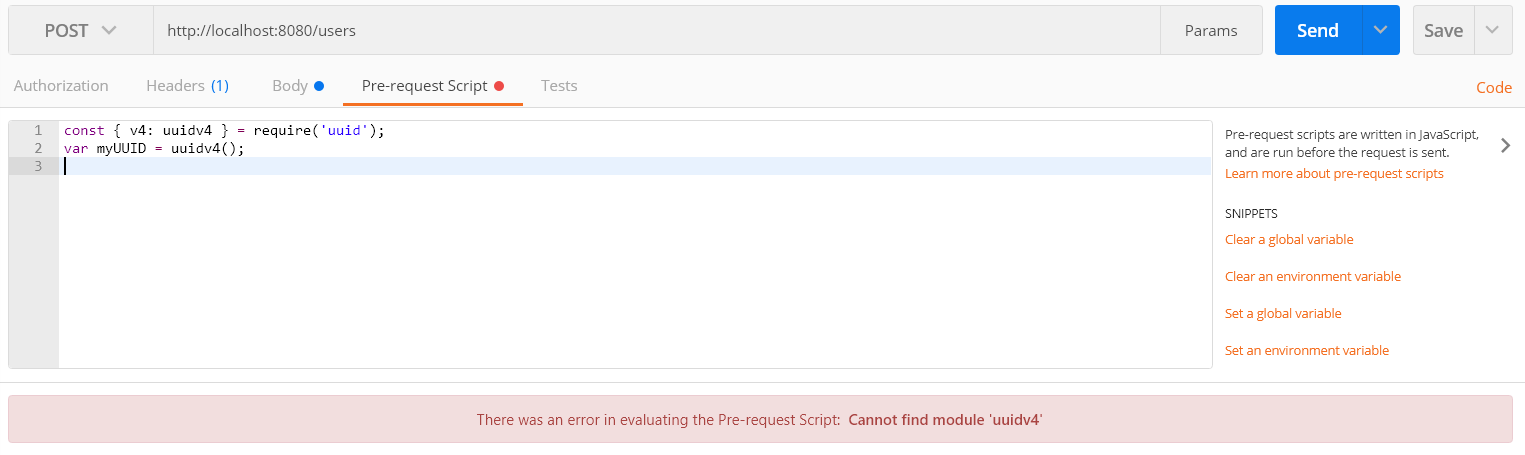 POST http://localhost:8080/users Params Send Save
Authorization Headers (1) Body Pre-request Script Tests Code
1 const { v4: uuidv4 } = require('uuid');
2 var myUUID = uuidv4();
3
Pre-request scripts are written in JavaScript,
and are run before the request is sent.
Learn more about pre-request scripts
SNIPPETS
Clear a global variable
Clear an environment variable
Set a global variable
Set an environment variable
There was an error in evaluating the Pre-request Script: Cannot find module 'uuidv4'